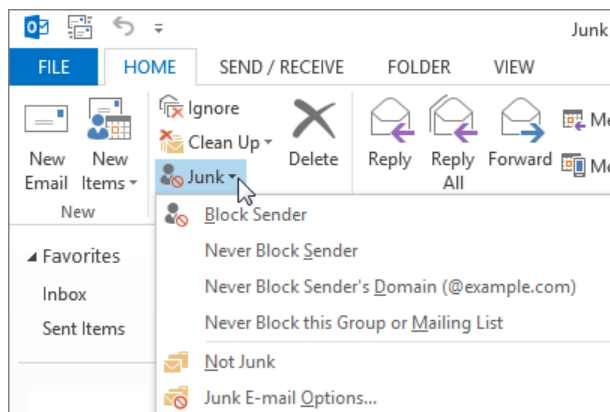 Junk
FILE HOME SEND / RECEIVE FOLDER VIEW
Ignore
Clean Up
Junk
New Email
New Items
Delete
Reply
Reply All
Forward
New
Block Sender
Never Block Sender
Never Block Sender's Domain (@example.com)
Never Block this Group or Mailing List
Not Junk
Junk E-mail Options...
Favorites
Inbox
Sent Items